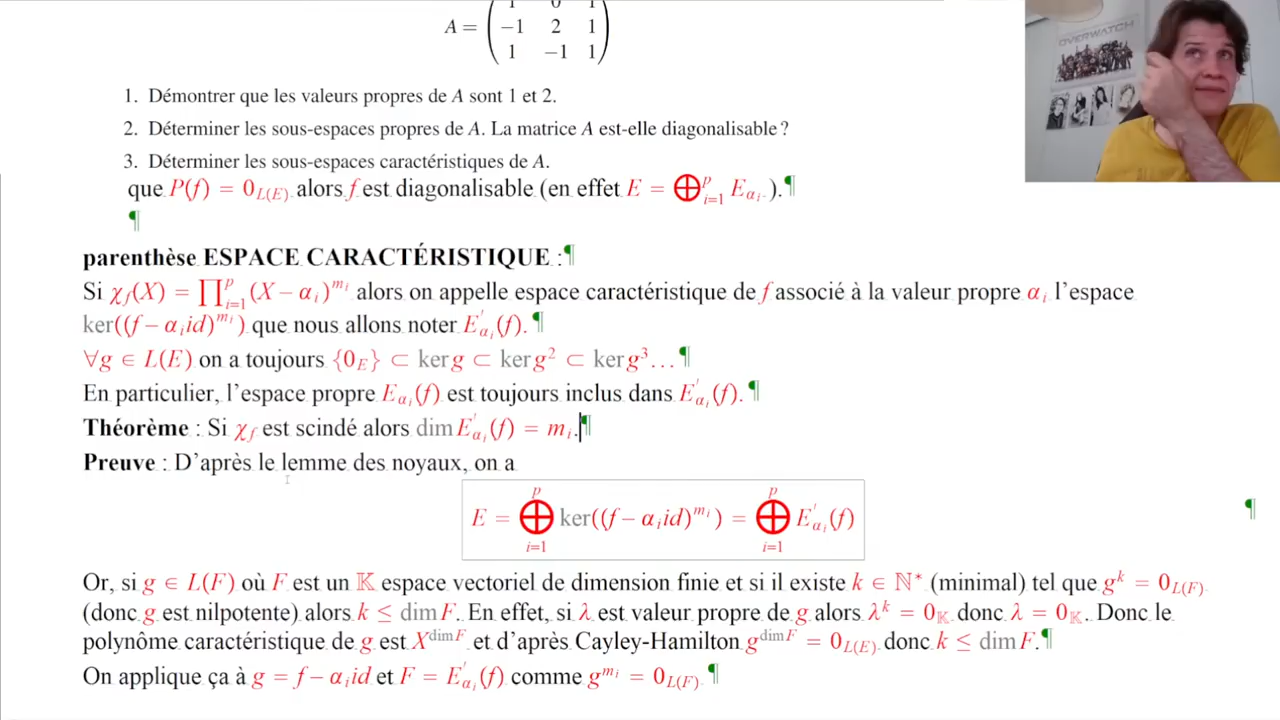 1 0 1
A = −1 2 1
1 −1 1
1. Démontrer que les valeurs propres de A sont 1 et 2.
2. Déterminer les sous-espaces propres de A. La matrice A est-elle diagonalisable ?
3. Déterminer les sous-espaces caractéristiques de A.
que P(f) = 0_{L(E)} alors f est diagonalisable (en effet E = ⊕_{i=1}^p E_{α_i}).¶
¶
parenthèse ESPACE CARACTÉRISTIQUE :¶
Si χ_f(X) = ∏_{i=1}^p (X − α_i)^{m_i} alors on appelle espace caractéristique de f associé à la valeur propre α_i l’espace
ker((f − α_i id)^{m_i}) que nous allons noter E'_{α_i}(f).¶
∀g ∈ L(E) on a toujours {0_E} ⊂ ker g ⊂ ker g² ⊂ ker g³…¶
En particulier, l’espace propre E_{α_i}(f) est toujours inclus dans E'_{α_i}(f).¶
Théorème : Si χ_f est scindé alors dim E'_{α_i}(f) = m_i.¶
Preuve : D’après le lemme des noyaux, on a
E = ⊕_{i=1}^p ker((f − α_i id)^{m_i}) = ⊕_{i=1}^p E'_{α_i}(f) ¶
Or, si g ∈ L(F) où F est un 𝕂 espace vectoriel de dimension finie et si il existe k ∈ ℕ* (minimal) tel que g^k = 0_{L(F)}
(donc g est nilpotente) alors k ≤ dim F. En effet, si λ est valeur propre de g alors λ^k = 0_𝕂 donc λ = 0_𝕂. Donc le
polynôme caractéristique de g est X^{dim F} et d’après Cayley-Hamilton g^{dim F} = 0_{L(E)} donc k ≤ dim F.¶
On applique ça à g = f − α_i id et F = E'_{α_i}(f) comme g^{m_i} = 0_{L(F)} ¶
OVERWATCH